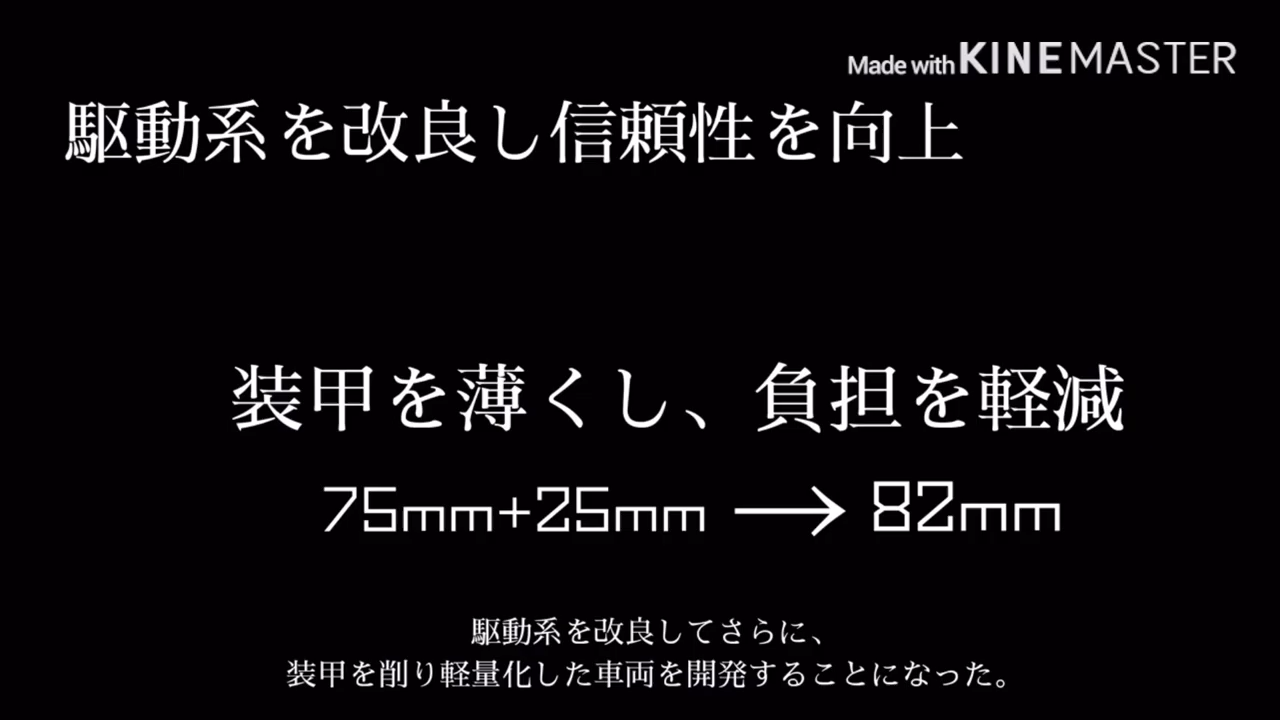 Made with KINEMASTER
駆動系を改良し信頼性を向上
装甲を薄くし、負担を軽減
75mm+25mm → 82mm
駆動系を改良してさらに、
装甲を削り軽量化した車両を開発することになった。